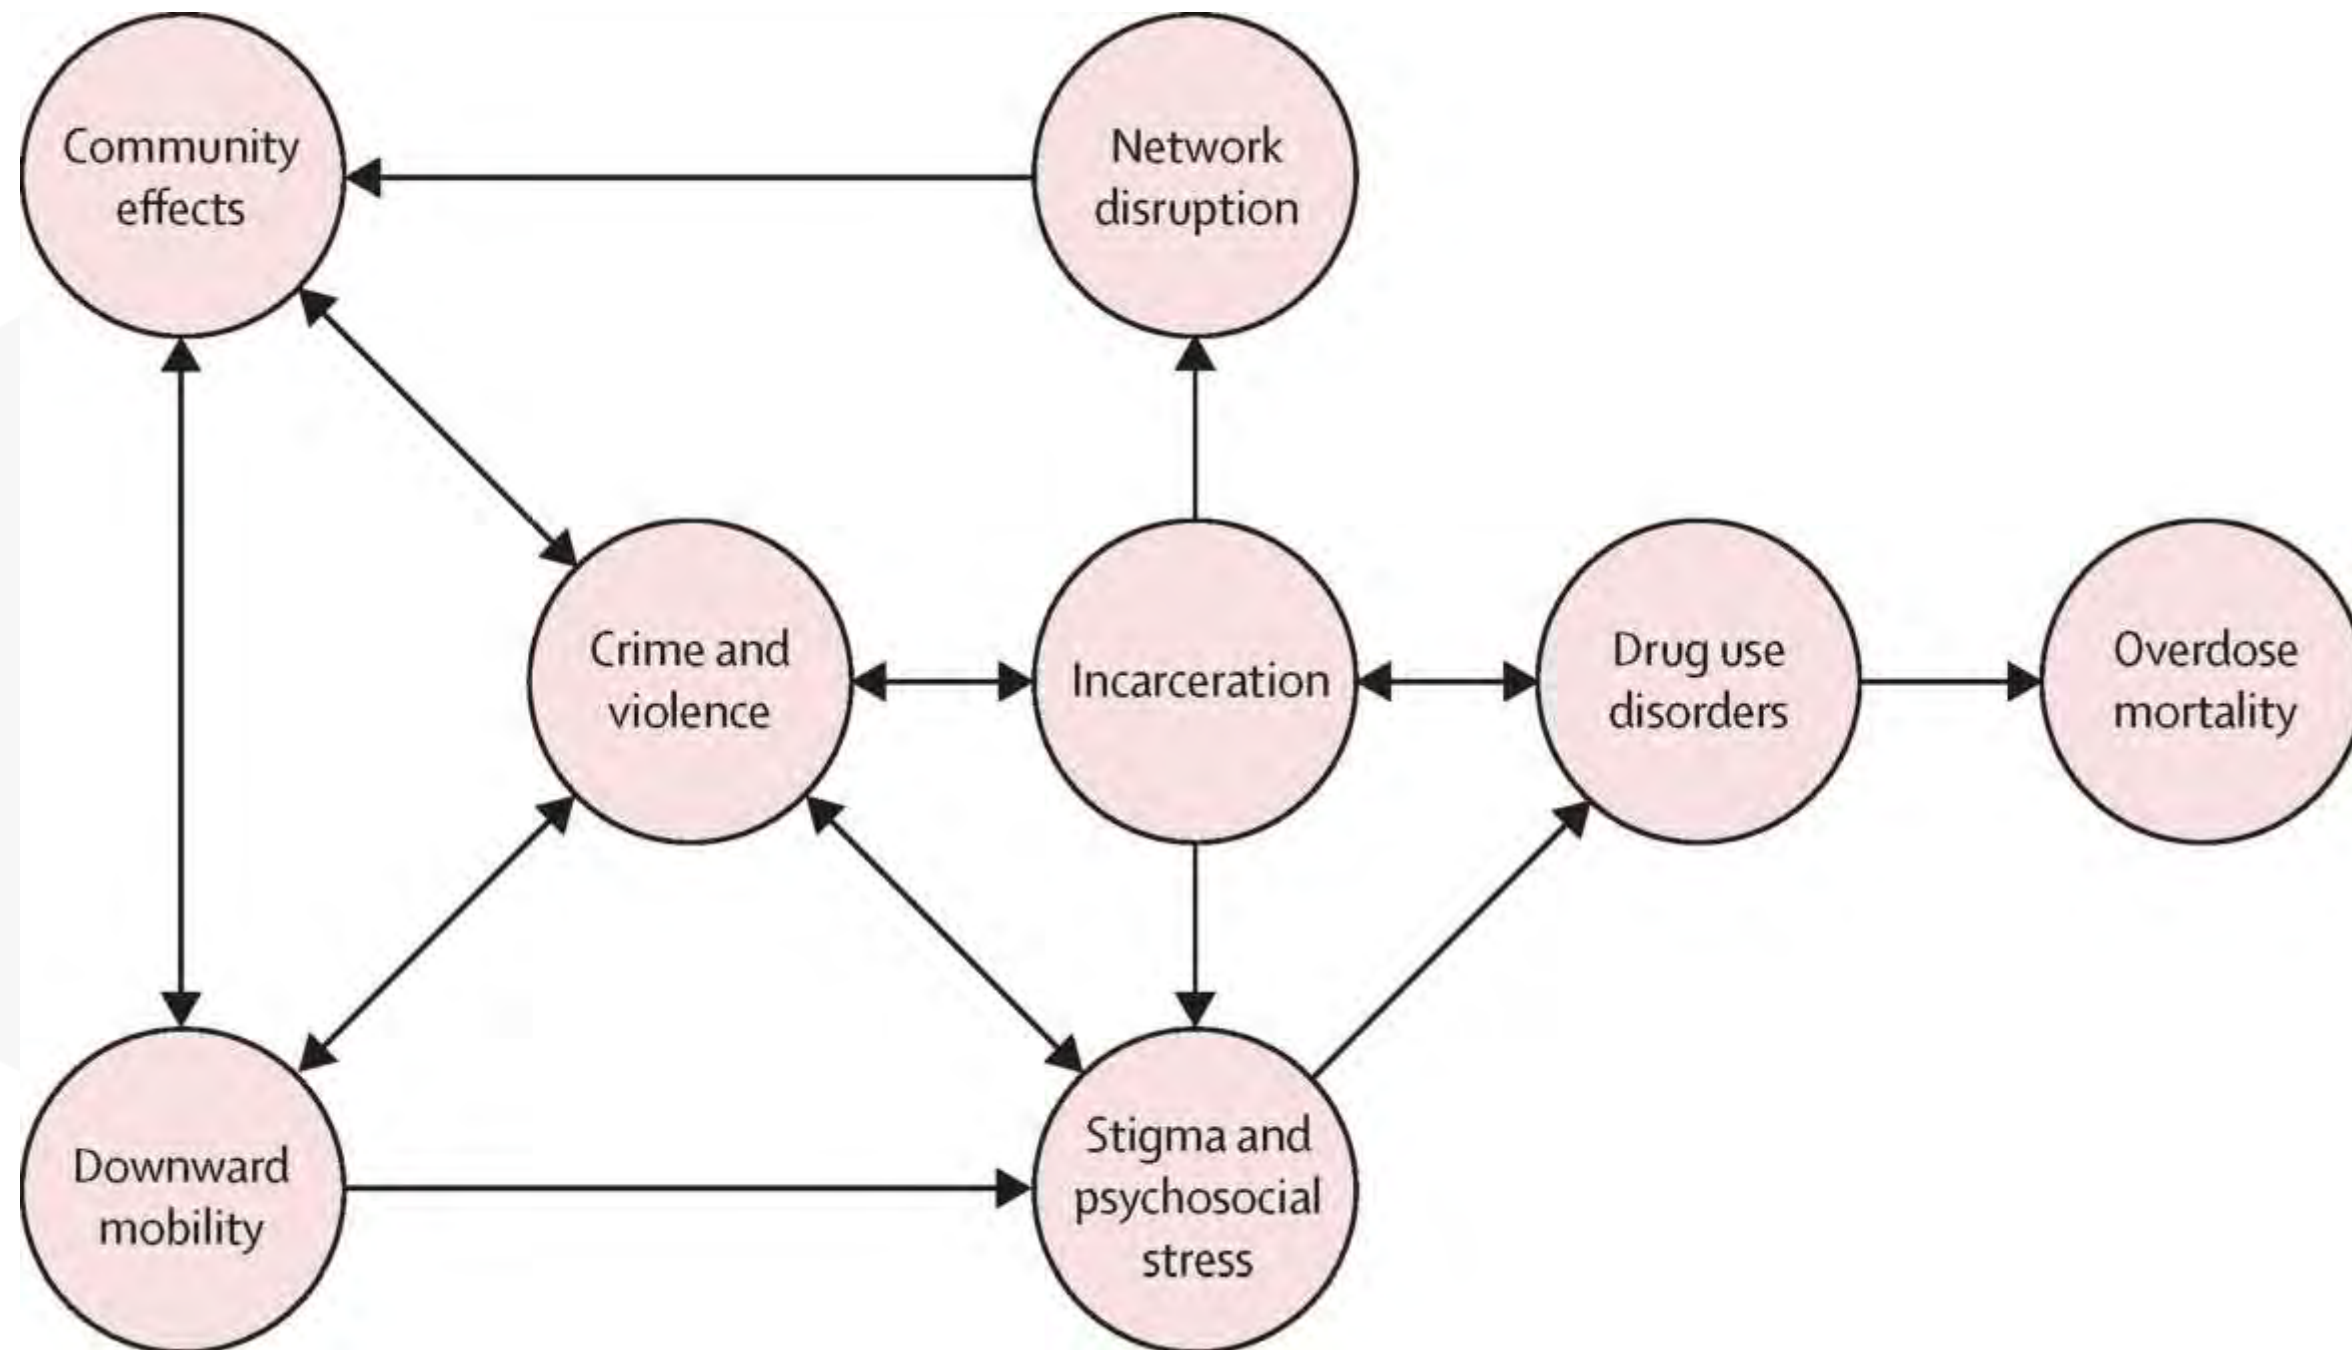 Community
effects
Network
disruption
Crime and
violence
Incarceration
Drug use
disorders
Overdose
mortality
Downward
mobility
Stigma and
psychosocial
stress